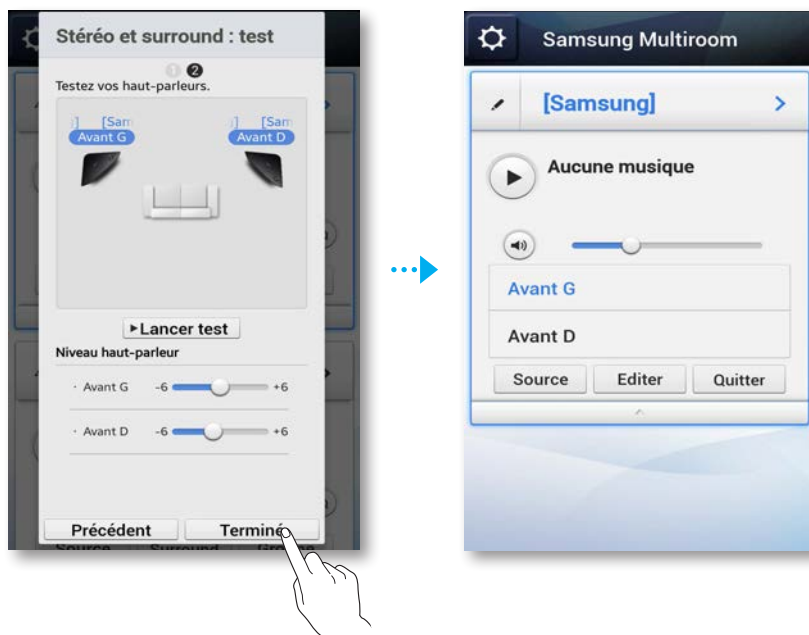 Stéréo et surround : test
1 2
Testez vos haut-parleurs.
[Sam [Sam
Avant G Avant D
Lancer test
Niveau haut-parleur
· Avant G -6 +6
· Avant D -6 +6
Précédent Terminé
Source Surround Groupe
Samsung Multiroom
[Samsung]
Aucune musique
Avant G
Avant D
Source Editer Quitter